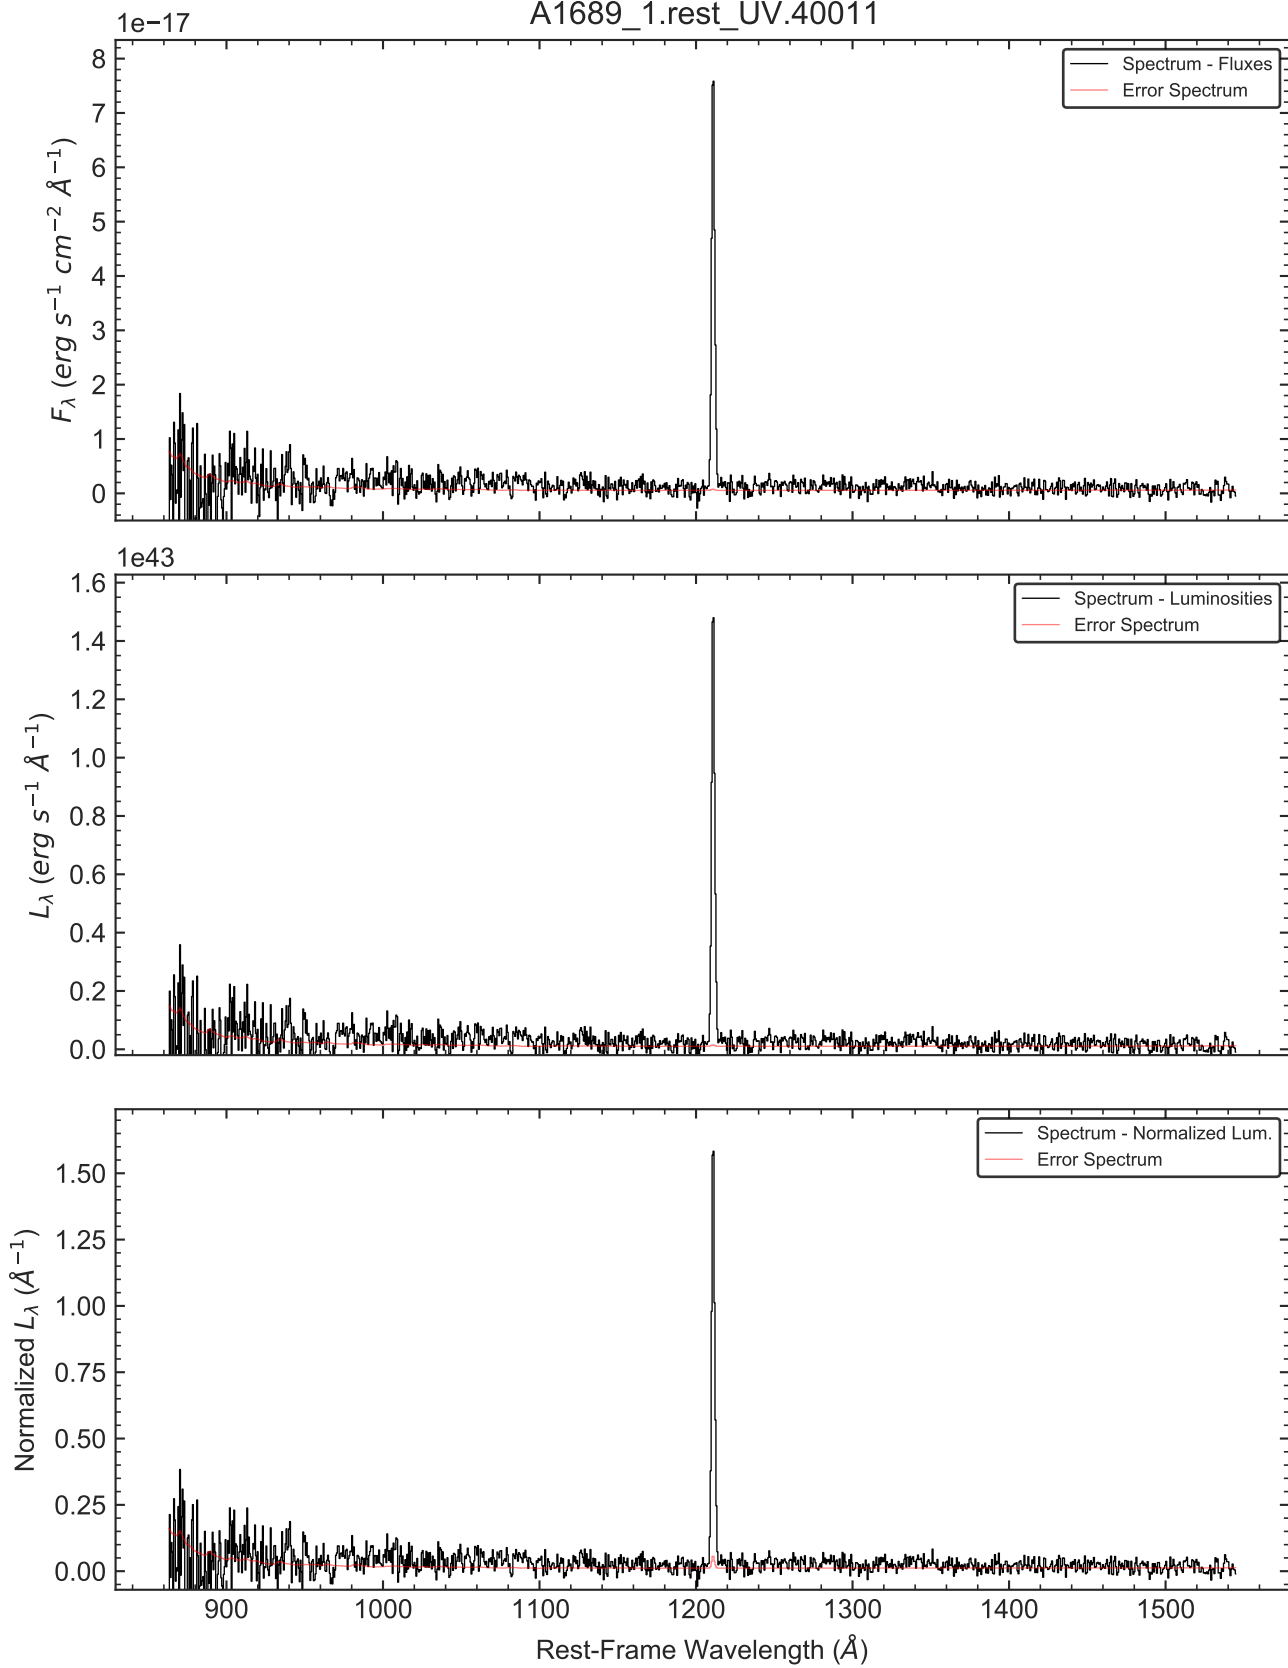 A1689_1.rest_UV.40011
1e−17
8
7
6
5
4
3
2
1
0
F_λ (erg s⁻¹ cm⁻² Å⁻¹)
Spectrum - Fluxes
Error Spectrum
1e43
1.6
1.4
1.2
1.0
0.8
0.6
0.4
0.2
0.0
L_λ (erg s⁻¹ Å⁻¹)
Spectrum - Luminosities
Error Spectrum
1.50
1.25
1.00
0.75
0.50
0.25
0.00
Normalized L_λ (Å⁻¹)
Spectrum - Normalized Lum.
Error Spectrum
900 1000 1100 1200 1300 1400 1500
Rest-Frame Wavelength (Å)